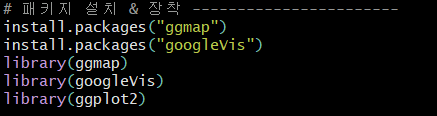 # 패키지 설치 & 장착 -----------------------
install.packages("ggmap")
install.packages("googleVis")
library(ggmap)
library(googleVis)
library(ggplot2)